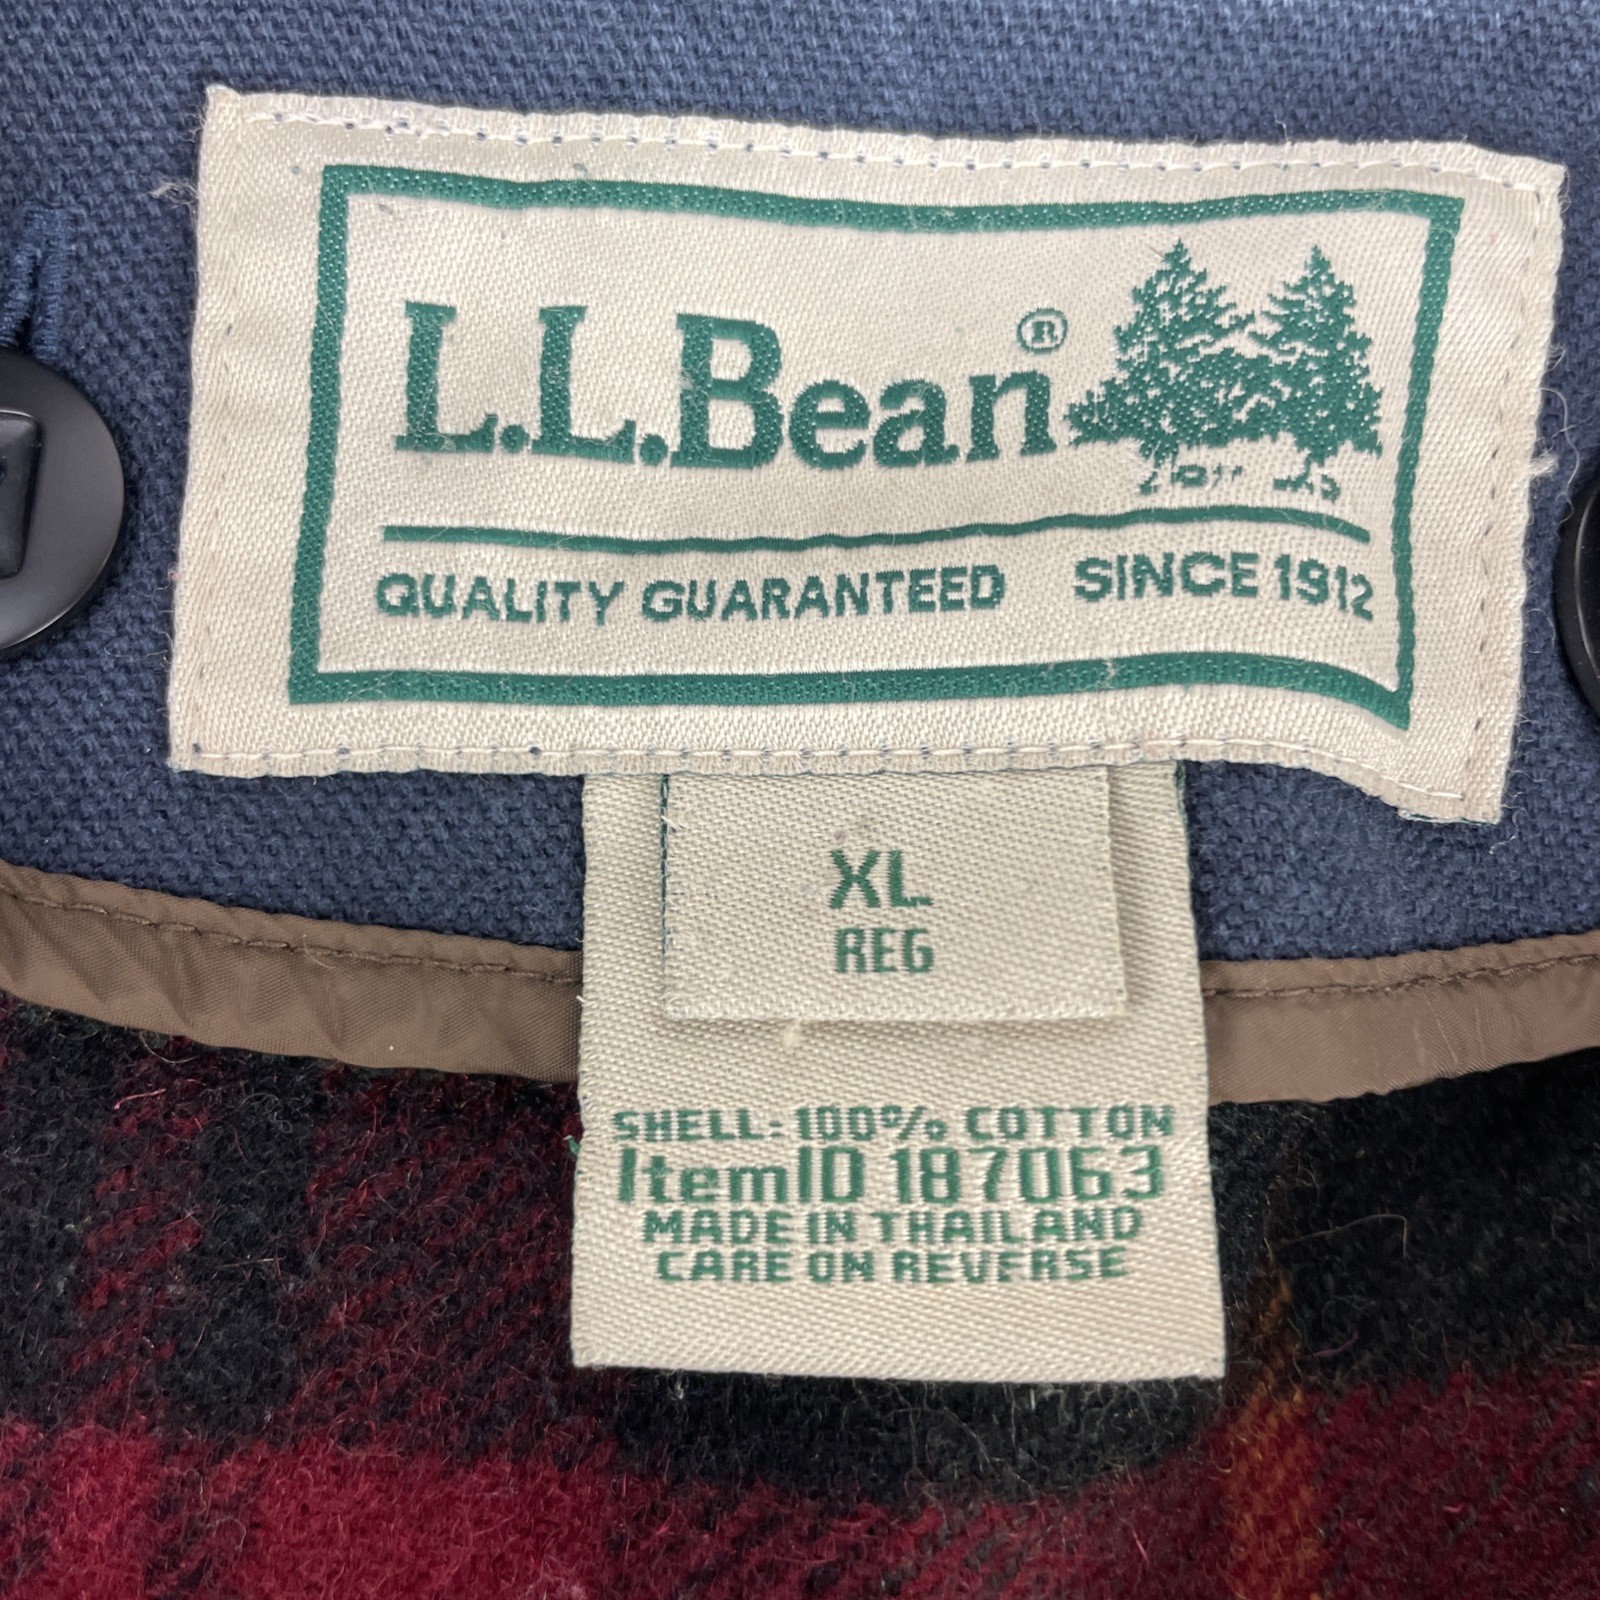 L.L.Bean®
QUALITY GUARANTEED SINCE 1912
XL
REG
SHELL: 100% COTTON
ItemID 187063
MADE IN THAILAND
CARE ON REVERSE